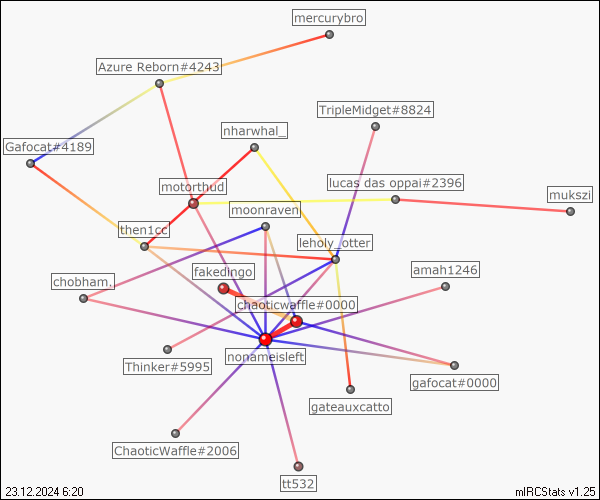 mercurybro
Azure Reborn#4243
TripleMidget#8824
nharwhal_
Gafocat#4189
motorthud
lucas das oppai#2396
mukszi
moonraven
then1cc
leholy_otter
fakedingo
amah1246
chobham.
chaoticwaffle#0000
nonameisleft
Thinker#5995
gafocat#0000
gateauxcatto
ChaoticWaffle#2006
tt532
23.12.2024 6:20
mIRCStats v1.25